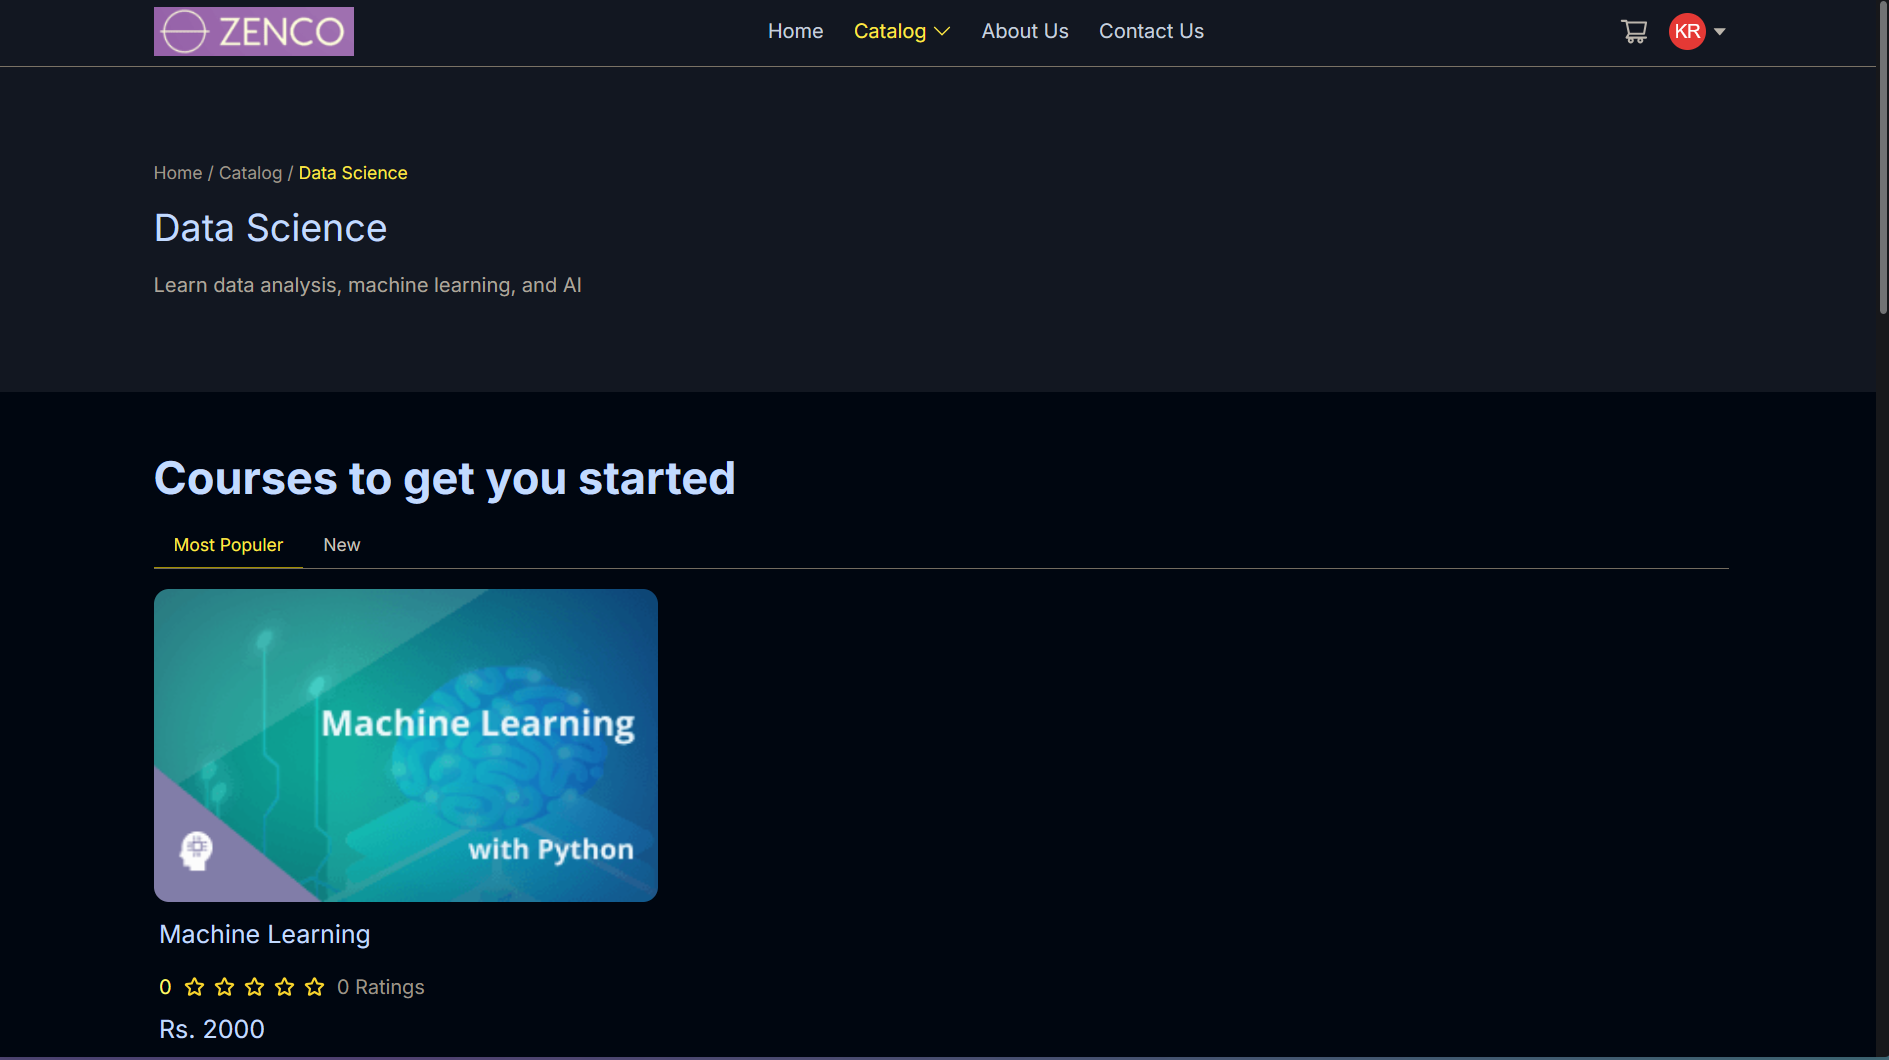 ZENCO
Home Catalog About Us Contact Us
KR
Home / Catalog / Data Science
Data Science
Learn data analysis, machine learning, and AI
Courses to get you started
Most Populer New
Machine Learning
with Python
Machine Learning
0 0 Ratings
Rs. 2000